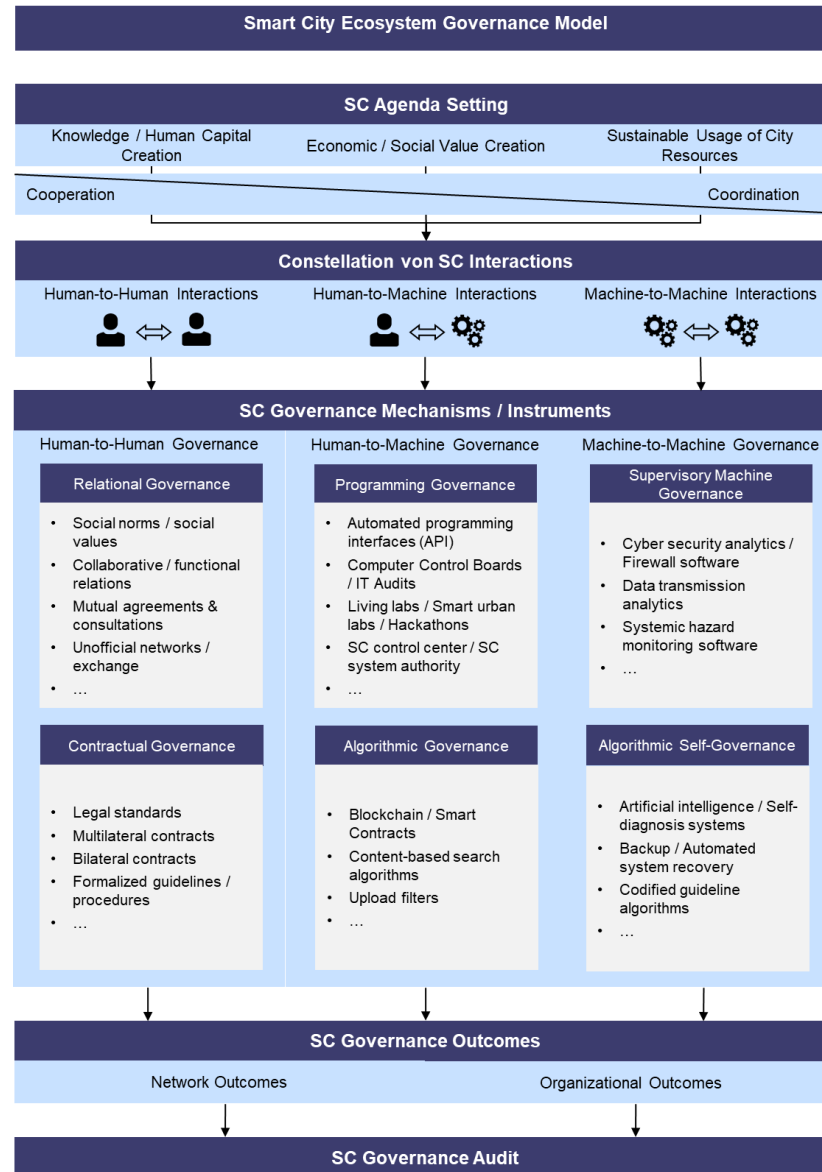 Smart City Ecosystem Governance Model
SC Agenda Setting
Knowledge / Human Capital
Creation
Economic / Social Value Creation
Sustainable Usage of City
Resources
Cooperation
Coordination
Constellation von SC Interactions
Human-to-Human Interactions
Human-to-Machine Interactions
Machine-to-Machine Interactions
SC Governance Mechanisms / Instruments
Human-to-Human Governance
Relational Governance
• Social norms / social
values
• Collaborative / functional
relations
• Mutual agreements &
consultations
• Unofficial networks /
exchange
• …
Contractual Governance
• Legal standards
• Multilateral contracts
• Bilateral contracts
• Formalized guidelines /
procedures
• …
Human-to-Machine Governance
Programming Governance
• Automated programming
interfaces (API)
• Computer Control Boards
/ IT Audits
• Living labs / Smart urban
labs / Hackathons
• SC control center / SC
system authority
• …
Algorithmic Governance
• Blockchain / Smart
Contracts
• Content-based search
algorithms
• Upload filters
• …
Machine-to-Machine Governance
Supervisory Machine
Governance
• Cyber security analytics /
Firewall software
• Data transmission
analytics
• Systemic hazard
monitoring software
• …
Algorithmic Self-Governance
• Artificial intelligence / Self-
diagnosis systems
• Backup / Automated
system recovery
• Codified guideline
algorithms
• …
SC Governance Outcomes
Network Outcomes
Organizational Outcomes
SC Governance Audit